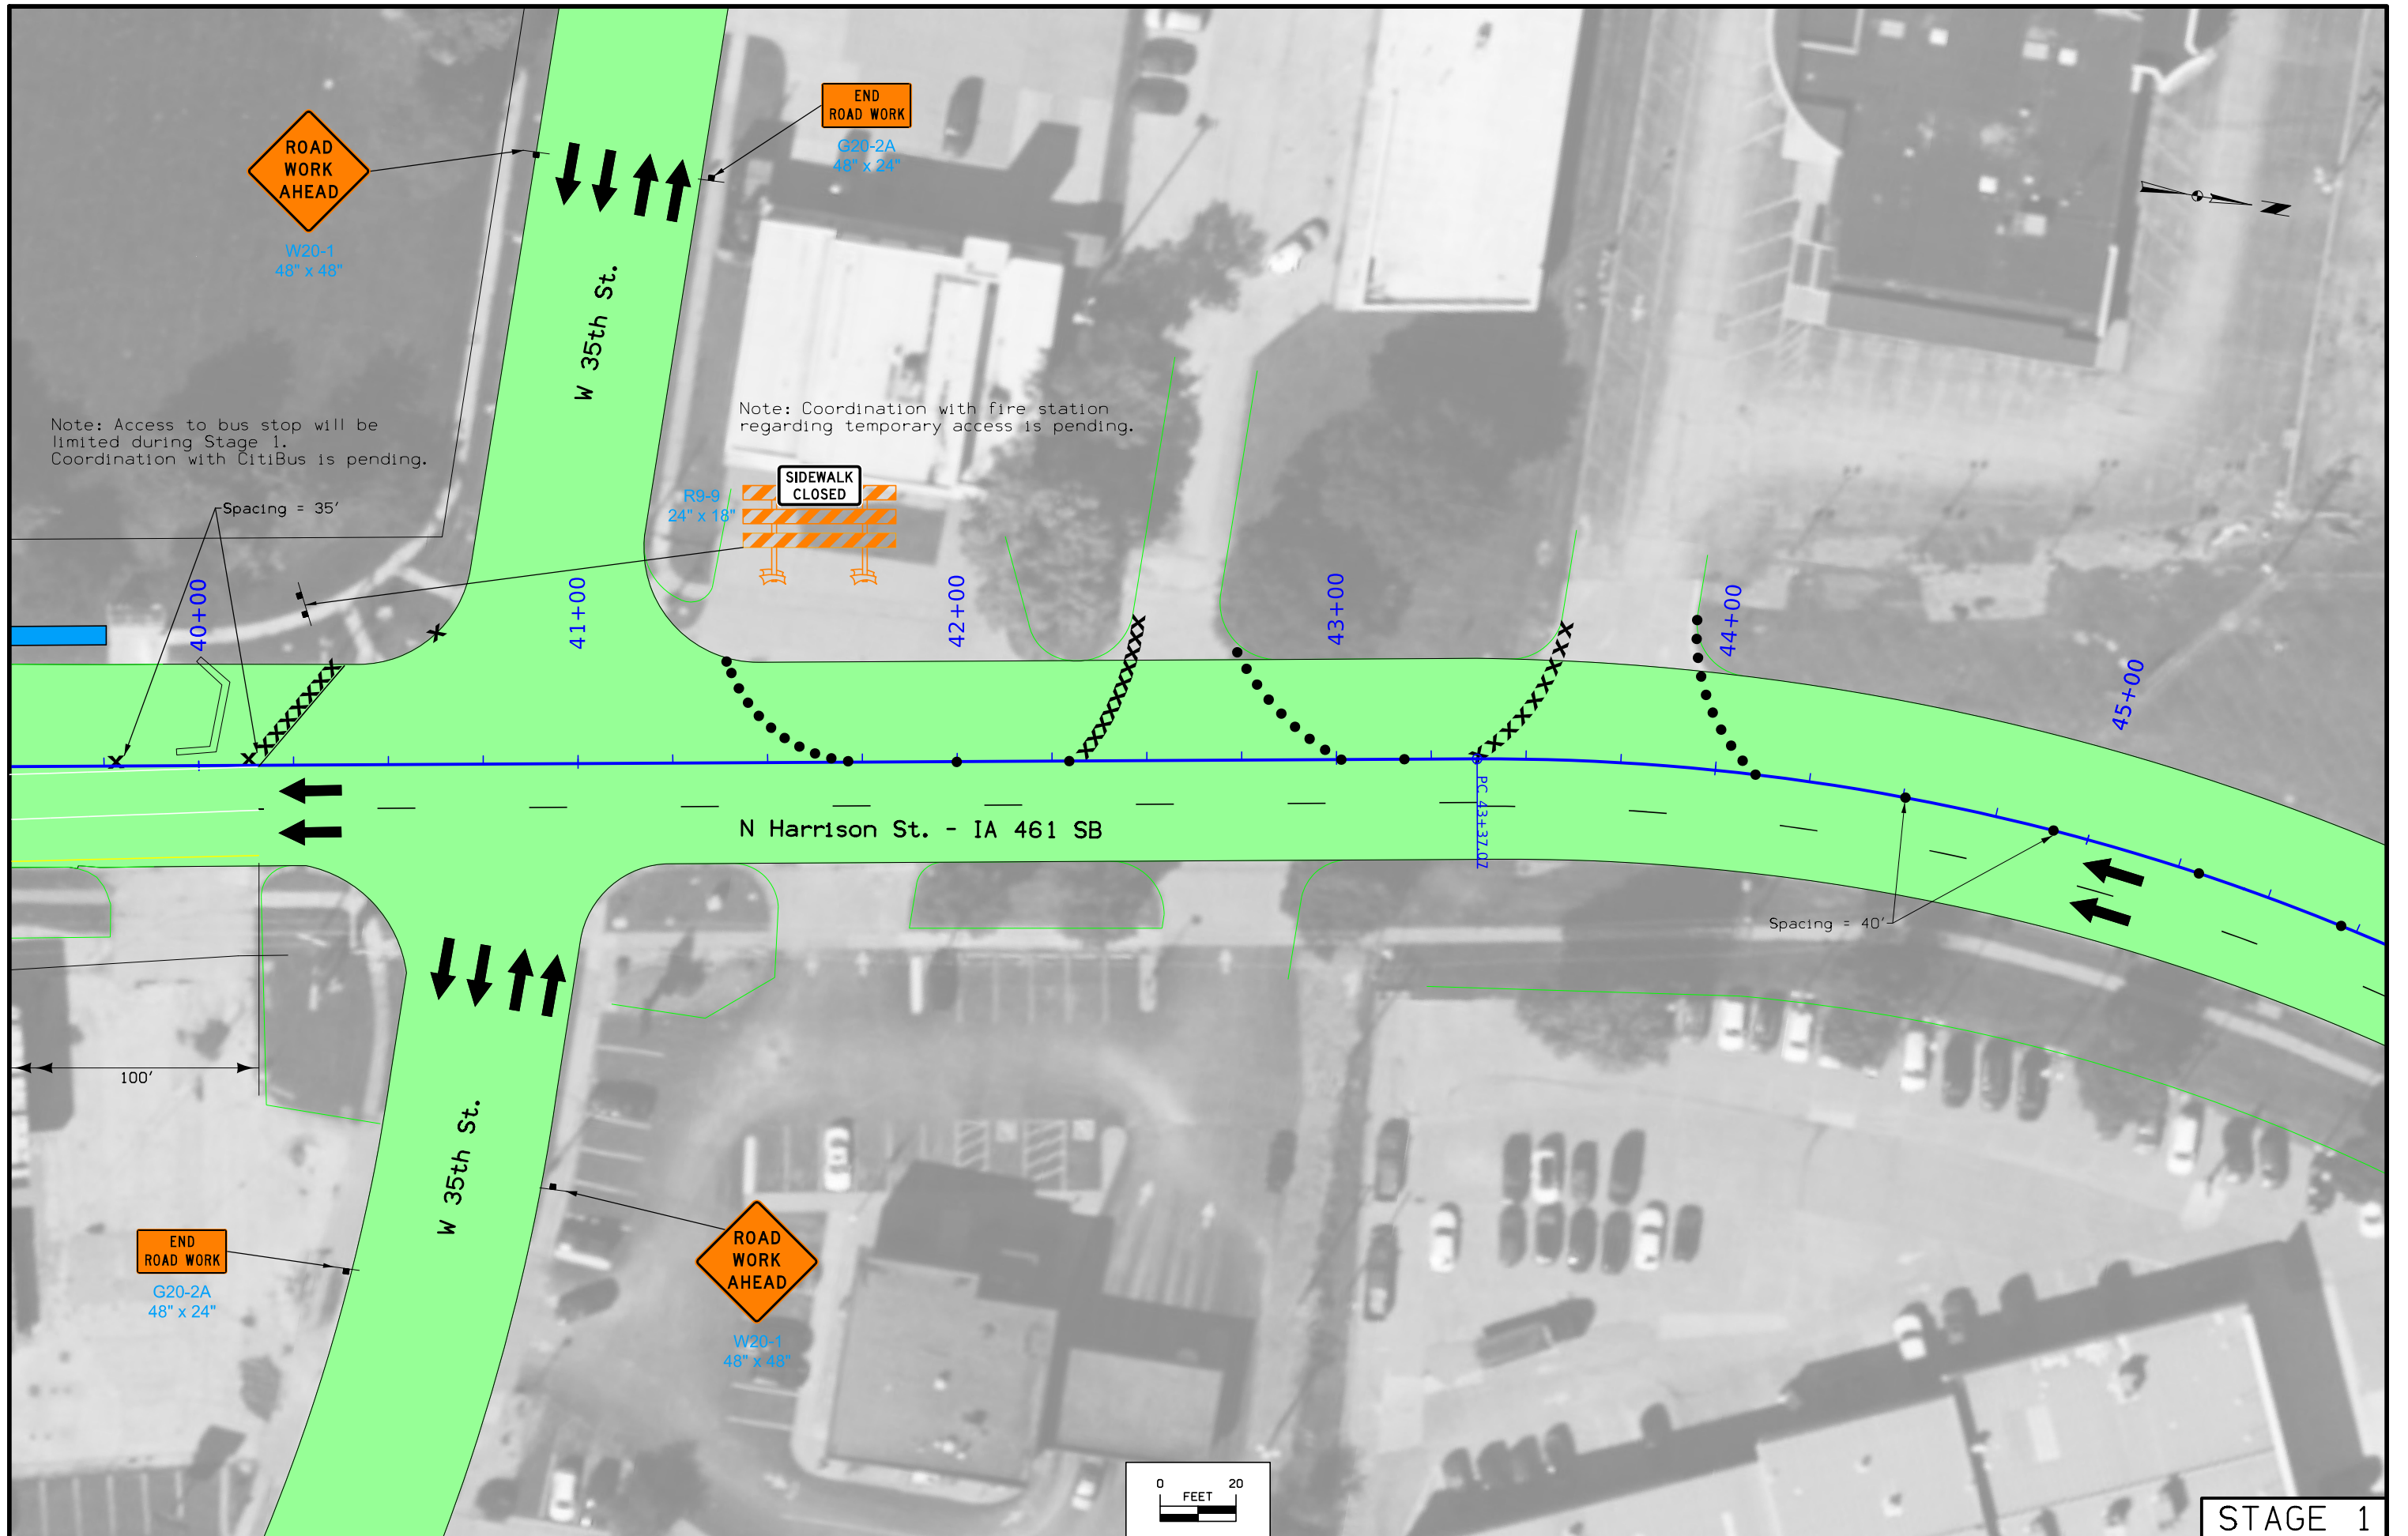 END
ROAD WORK
G20-2A
48" x 24"
ROAD
WORK
AHEAD
W20-1
48" x 48"
W 35th St.
Note: Access to bus stop will be
limited during Stage 1.
Coordination with CitiBus is pending.
Note: Coordination with fire station
regarding temporary access is pending.
Spacing = 35'
SIDEWALK
CLOSED
R9-9
24" x 18"
40+00
41+00
42+00
43+00
44+00
45+00
PC 43+37.07
N Harrison St. - IA 461 SB
Spacing = 40'
100'
W 35th St.
END
ROAD WORK
G20-2A
48" x 24"
ROAD
WORK
AHEAD
W20-1
48" x 48"
N
0 20
FEET
STAGE 1